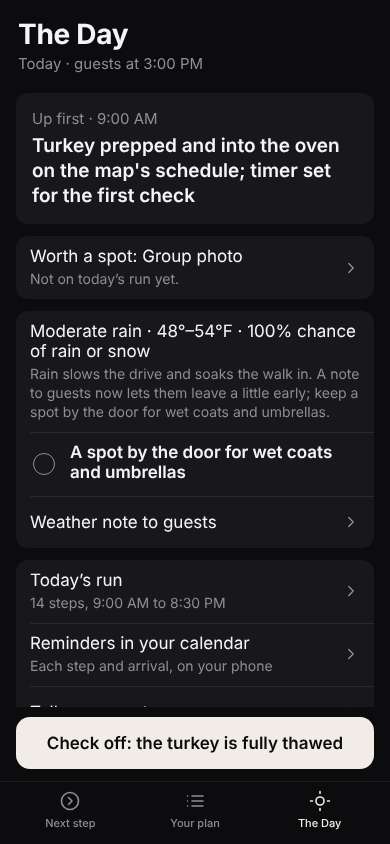 The Day
Today · guests at 3:00 PM
Up first · 9:00 AM
Turkey prepped and into the oven
on the map's schedule; timer set
for the first check
Worth a spot: Group photo
Not on today’s run yet.
Moderate rain · 48°–54°F · 100% chance
of rain or snow
Rain slows the drive and soaks the walk in. A note
to guests now lets them leave a little early; keep a
spot by the door for wet coats and umbrellas.
A spot by the door for wet coats
and umbrellas
Weather note to guests
Today’s run
14 steps, 9:00 AM to 8:30 PM
Reminders in your calendar
Each step and arrival, on your phone
Check off: the turkey is fully thawed
Next step
Your plan
The Day